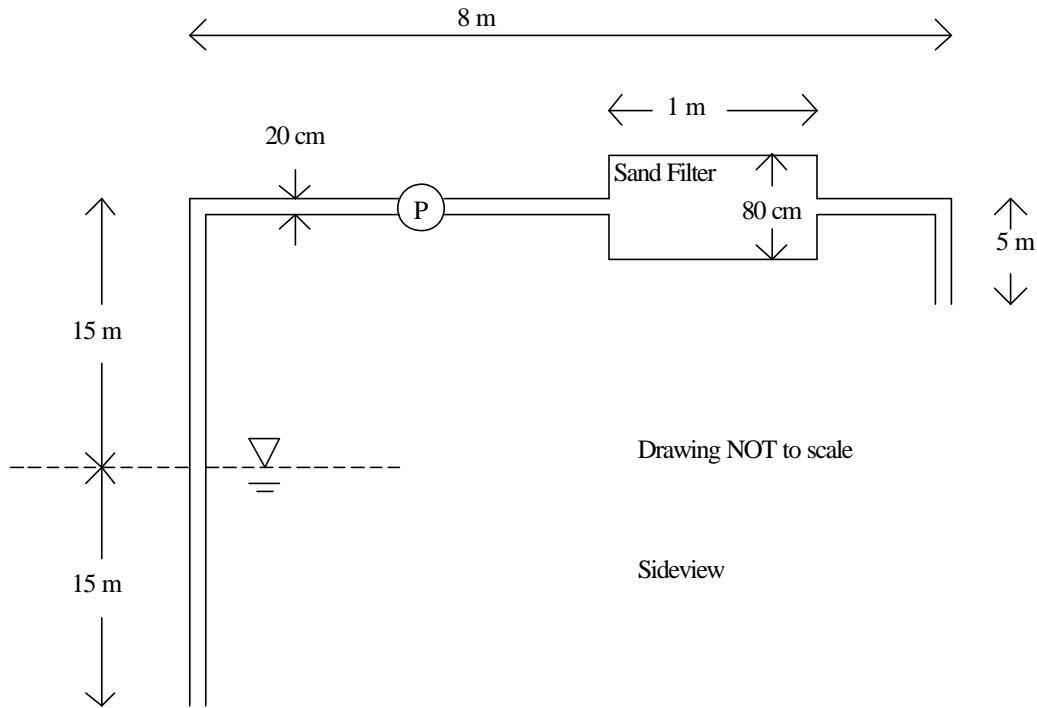 8 m
1 m
20 cm
Sand Filter
P
80 cm
5 m
15 m
Drawing NOT to scale
15 m
Sideview